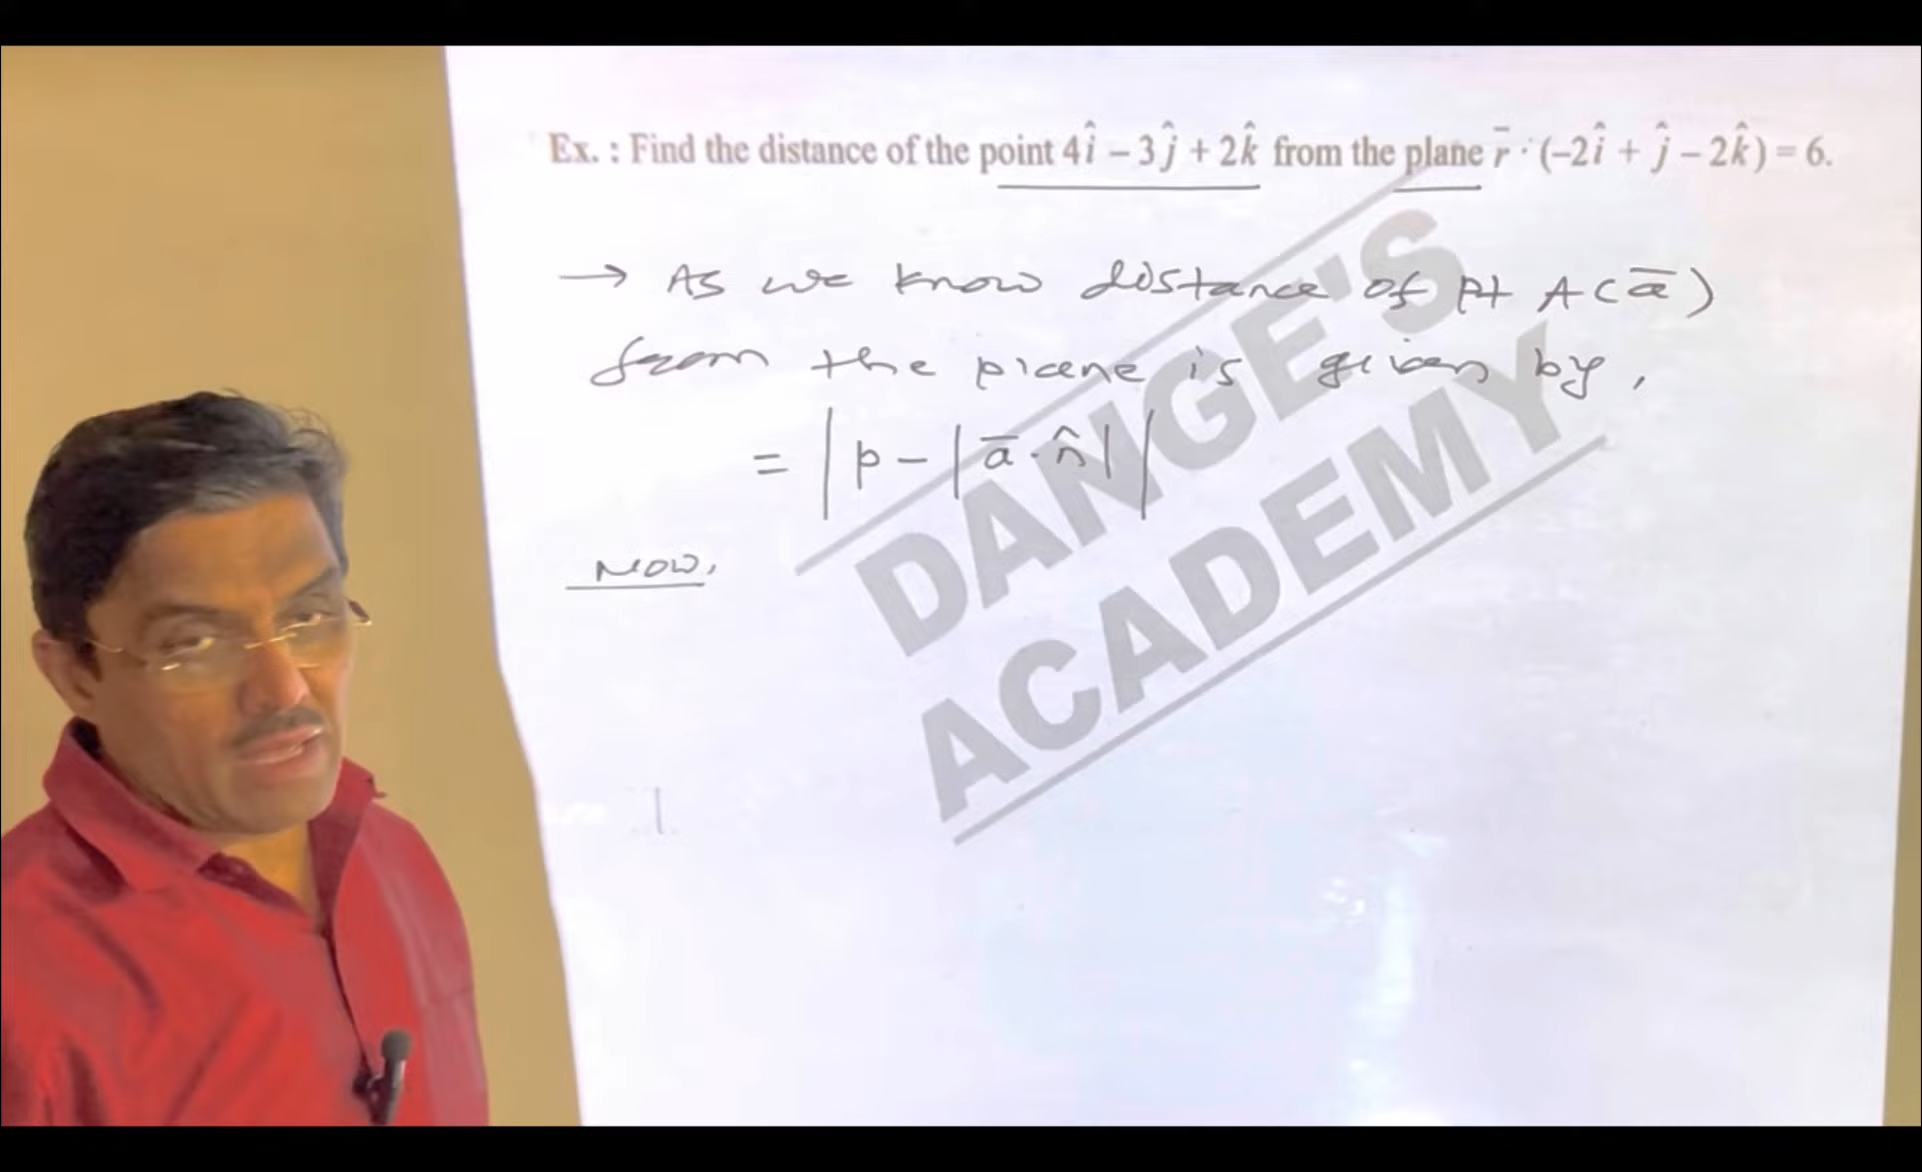 Ex. : Find the distance of the point 4î – 3ĵ + 2k̂ from the plane r̄ · (–2î + ĵ – 2k̂) = 6.
→ As we know distance of pt A(ā)
from the plane is given by,
= |p – |ā · n̂||
Now,
DANGE'S
ACADEMY